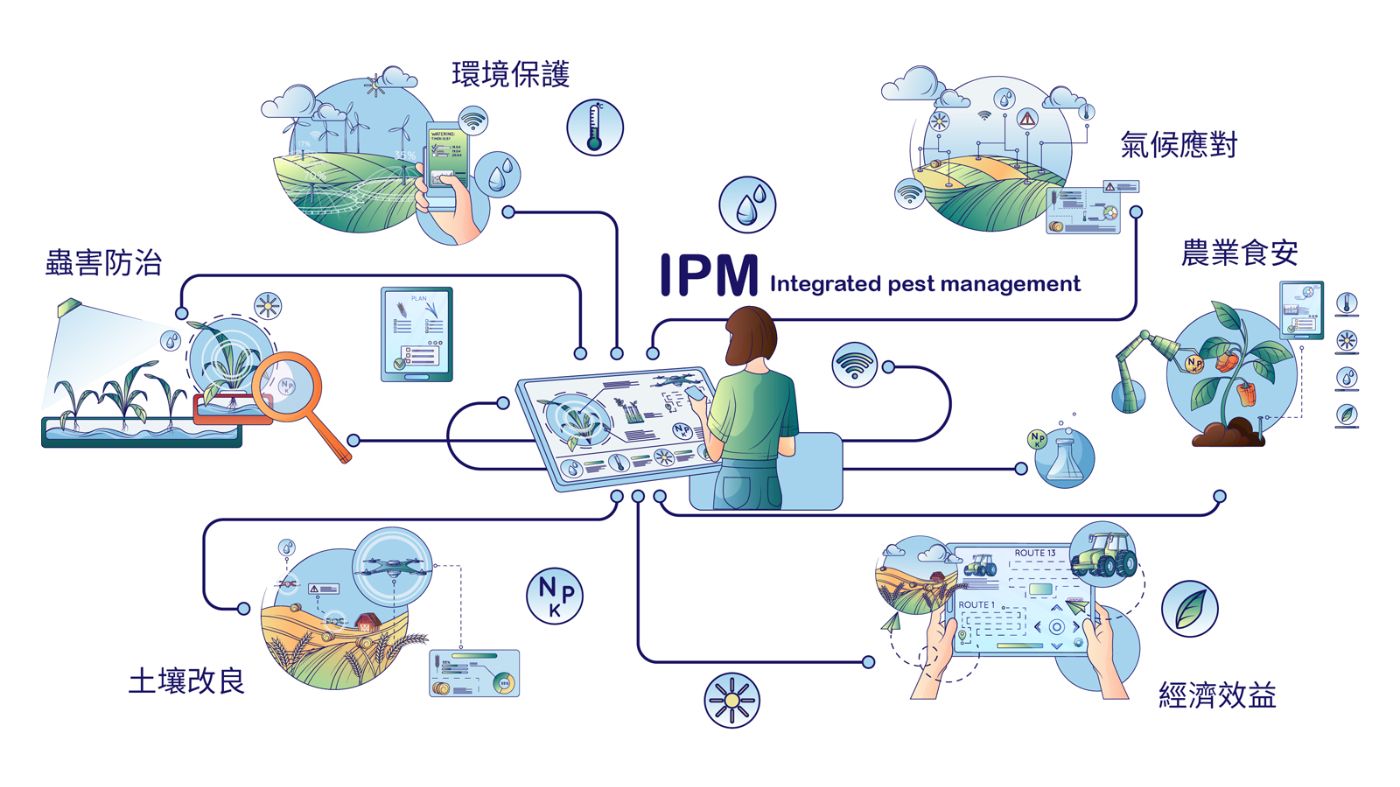 環境保護
氣候應對
WATERING:
35%
農業食安
蟲害防治
IPM Integrated pest management
PLAN
N P K
N P K
N P K
N P K
ROUTE 13
N P K
ROUTE 1
土壤改良
經濟效益